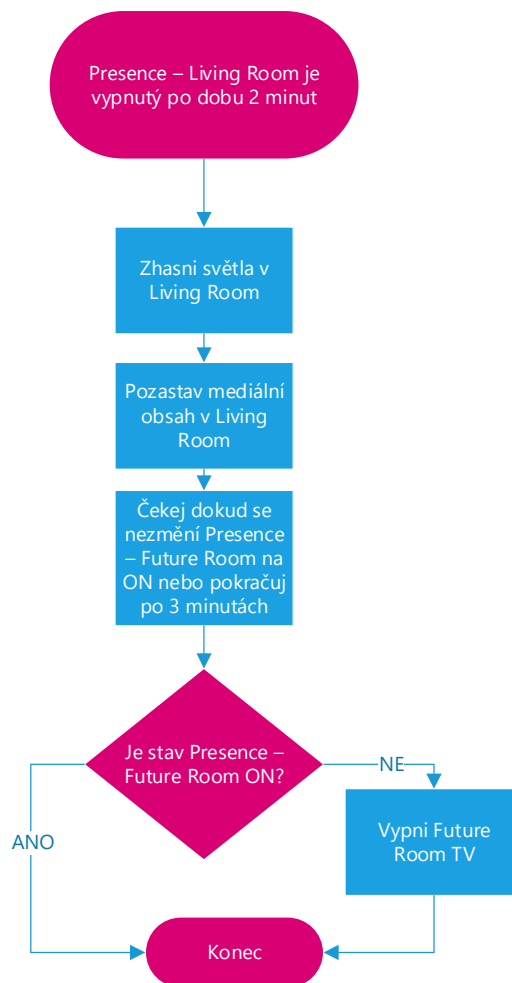 Presence – Living Room je
vypnutý po dobu 2 minut
Zhasni světla v
Living Room
Pozastav mediální
obsah v Living
Room
Čekej dokud se
nezmění Presence
– Future Room na
ON nebo pokračuj
po 3 minutách
Je stav Presence –
Future Room ON?
NE
ANO
Vypni Future
Room TV
Konec